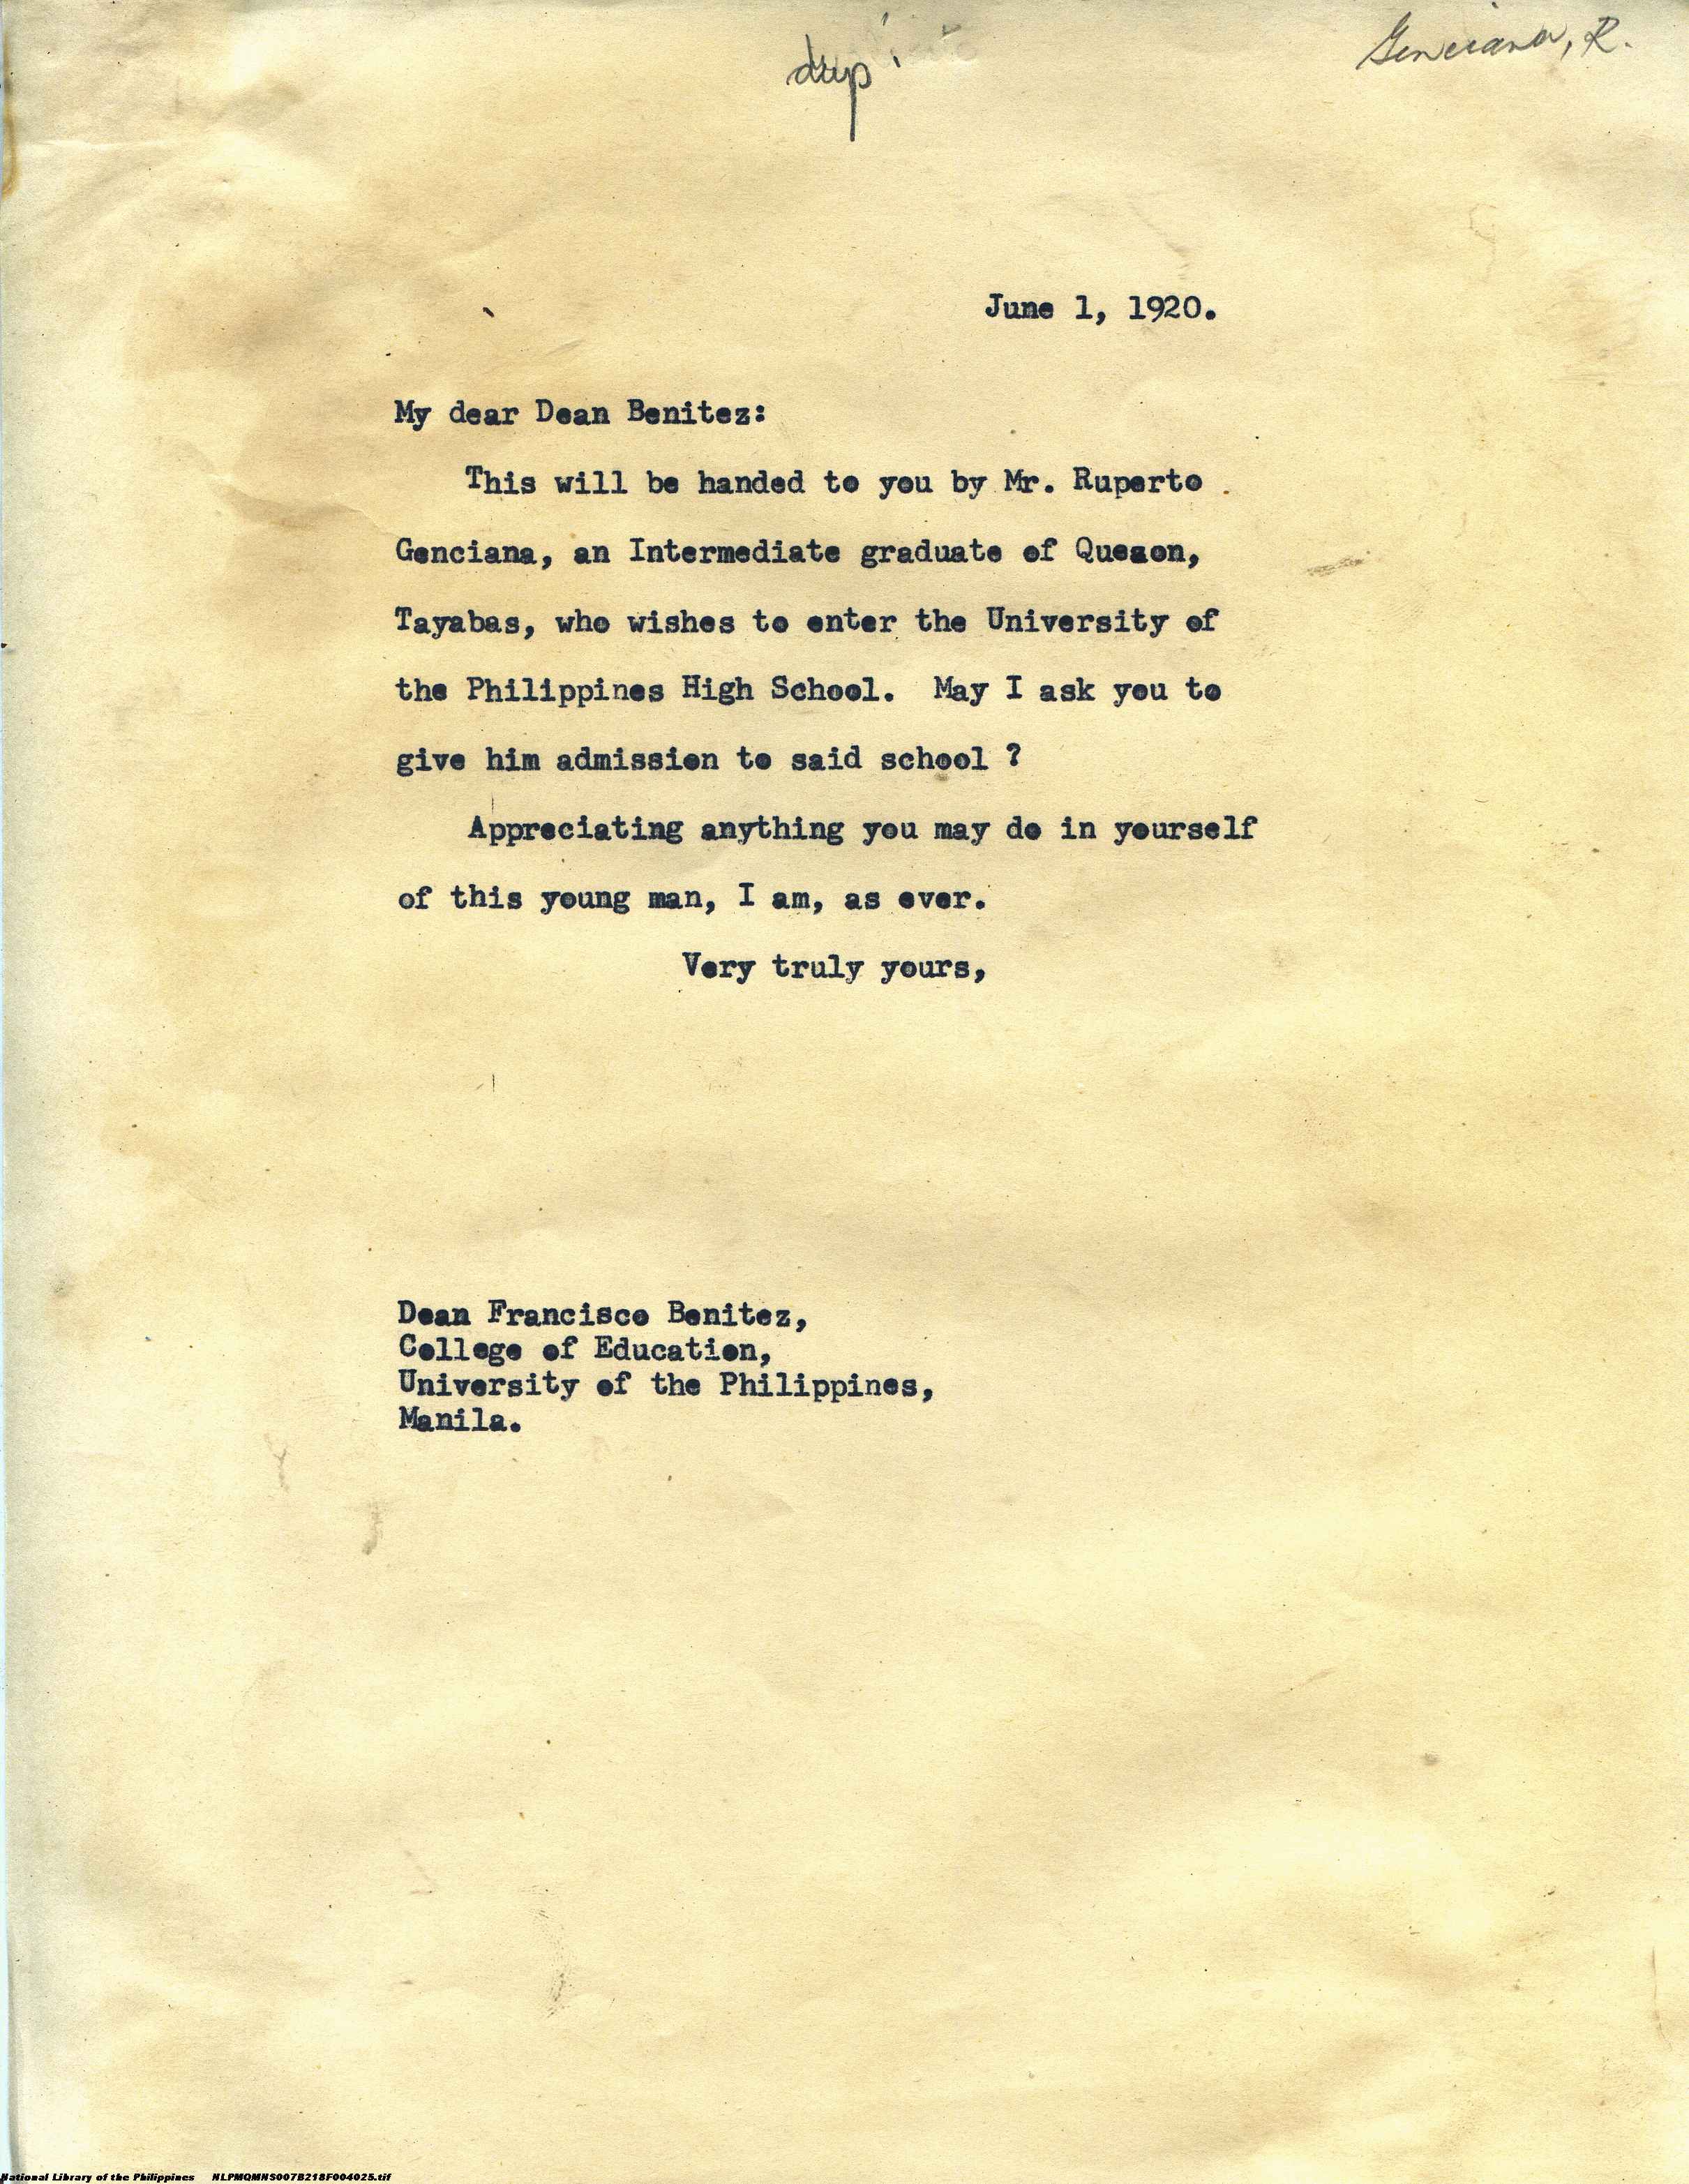 Genciana, R.
June 1, 1920.
My dear Dean Benitez:
This will be handed to you by Mr. Ruperto
Genciana, an Intermediate graduate of Quezon,
Tayabas, who wishes to enter the University of
the Philippines High School. May I ask you to
give him admission to said school ?
Appreciating anything you may do in yourself
of this young man, I am, as ever.
Very truly yours,
Dean Francisco Benitez,
College of Education,
University of the Philippines,
Manila.
National Library of the Philippines NLPMQMNS007B218F004025.tif